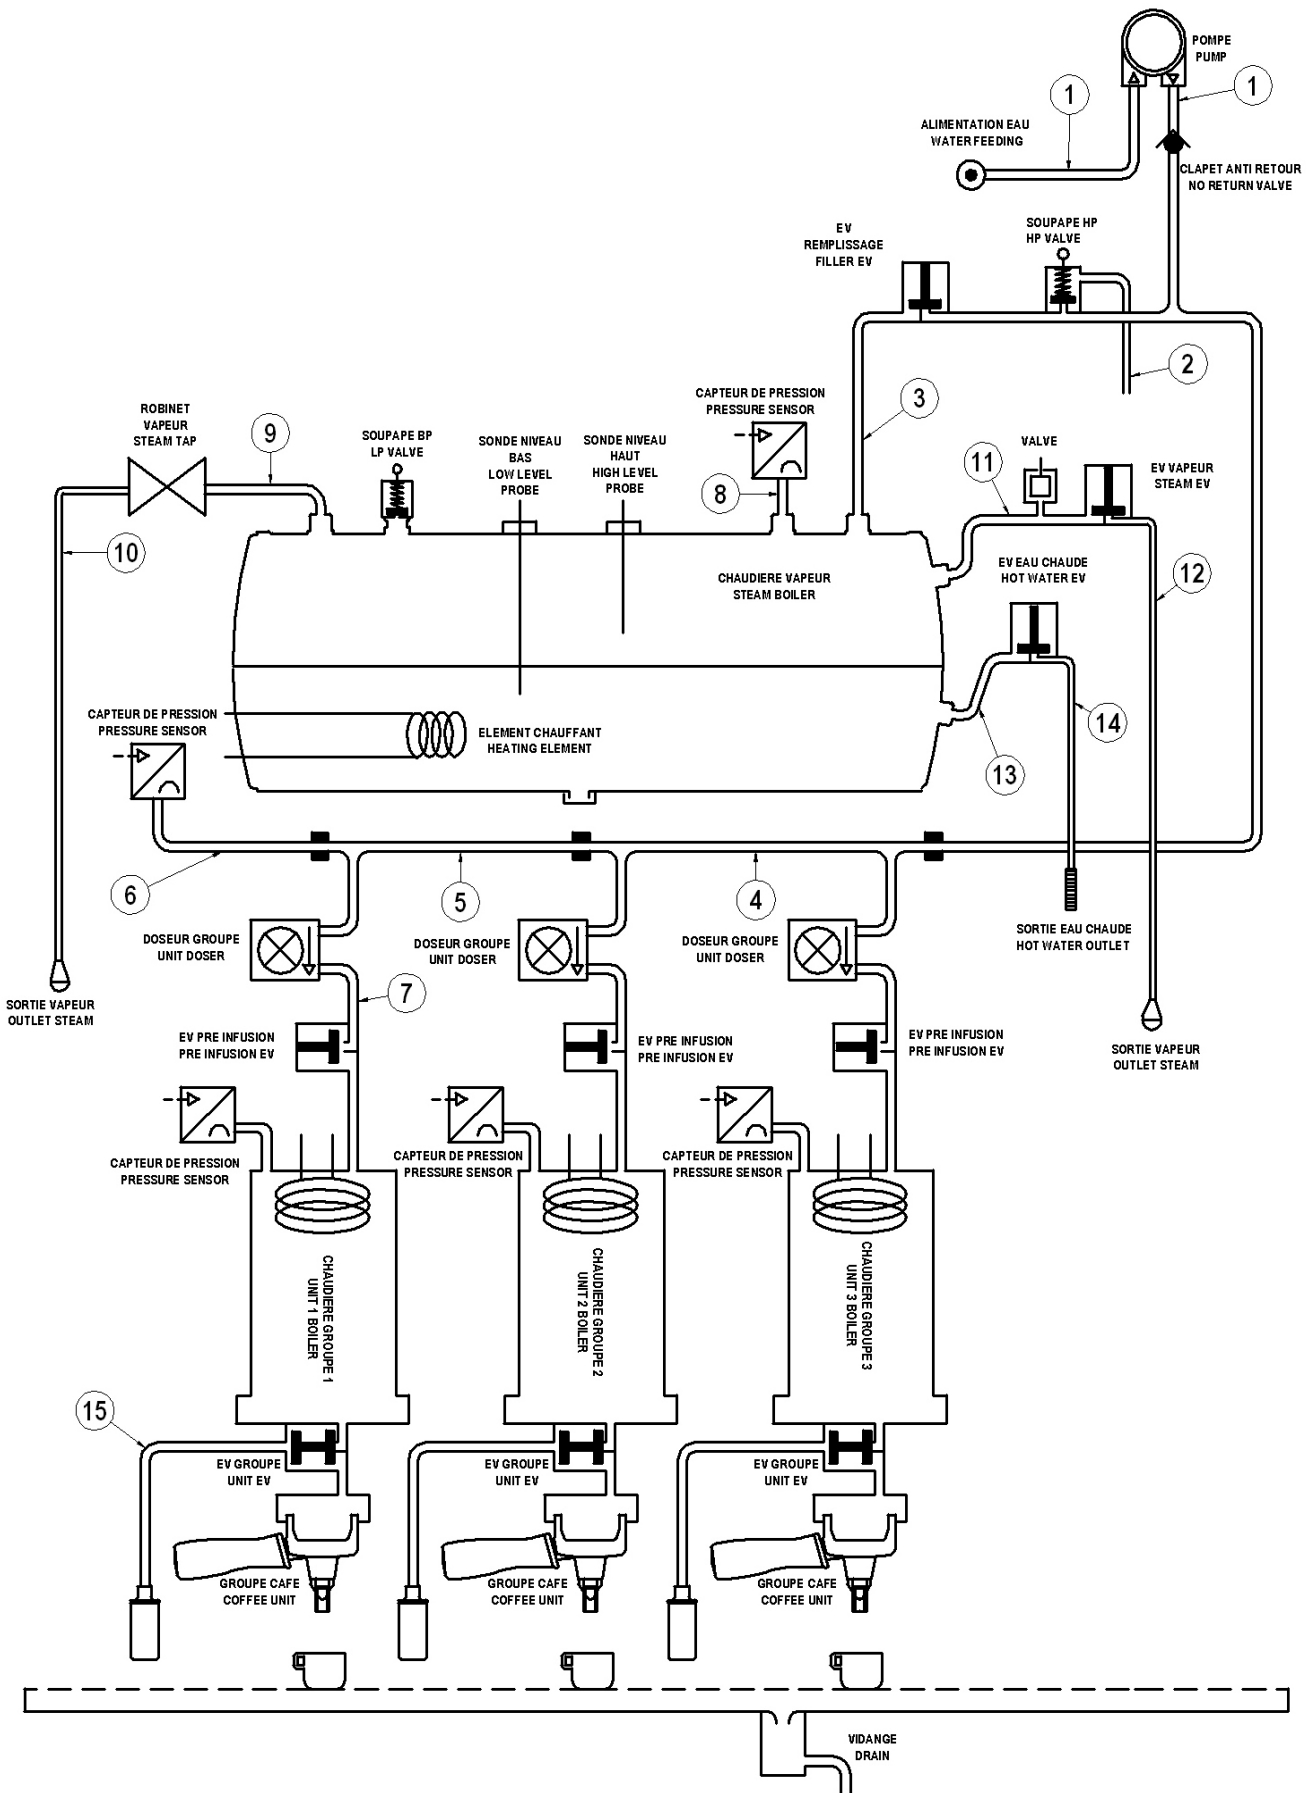 POMPE
PUMP
1
1
ALIMENTATION EAU
WATER FEEDING
CLAPET ANTI RETOUR
NO RETURN VALVE
EV
REMPLISSAGE
FILLER EV
SOUPAPE HP
HP VALVE
2
3
CAPTEUR DE PRESSION
PRESSURE SENSOR
ROBINET
VAPEUR
STEAM TAP
9
SOUPAPE BP
LP VALVE
SONDE NIVEAU
BAS
LOW LEVEL
PROBE
SONDE NIVEAU
HAUT
HIGH LEVEL
PROBE
8
11
VALVE
EV VAPEUR
STEAM EV
10
CHAUDIERE VAPEUR
STEAM BOILER
EV EAU CHAUDE
HOT WATER EV
12
CAPTEUR DE PRESSION
PRESSURE SENSOR
ELEMENT CHAUFFANT
HEATING ELEMENT
13
14
6
5
4
DOSEUR GROUPE
UNIT DOSER
DOSEUR GROUPE
UNIT DOSER
DOSEUR GROUPE
UNIT DOSER
SORTIE EAU CHAUDE
HOT WATER OUTLET
SORTIE VAPEUR
OUTLET STEAM
7
EV PRE INFUSION
PRE INFUSION EV
EV PRE INFUSION
PRE INFUSION EV
EV PRE INFUSION
PRE INFUSION EV
SORTIE VAPEUR
OUTLET STEAM
CAPTEUR DE PRESSION
PRESSURE SENSOR
CAPTEUR DE PRESSION
PRESSURE SENSOR
CAPTEUR DE PRESSION
PRESSURE SENSOR
CHAUDIERE GROUPE 1
UNIT 1 BOILER
CHAUDIERE GROUPE 2
UNIT 2 BOILER
CHAUDIERE GROUPE 3
UNIT 3 BOILER
15
EV GROUPE
UNIT EV
EV GROUPE
UNIT EV
EV GROUPE
UNIT EV
GROUPE CAFE
COFFEE UNIT
GROUPE CAFE
COFFEE UNIT
GROUPE CAFE
COFFEE UNIT
VIDANGE
DRAIN